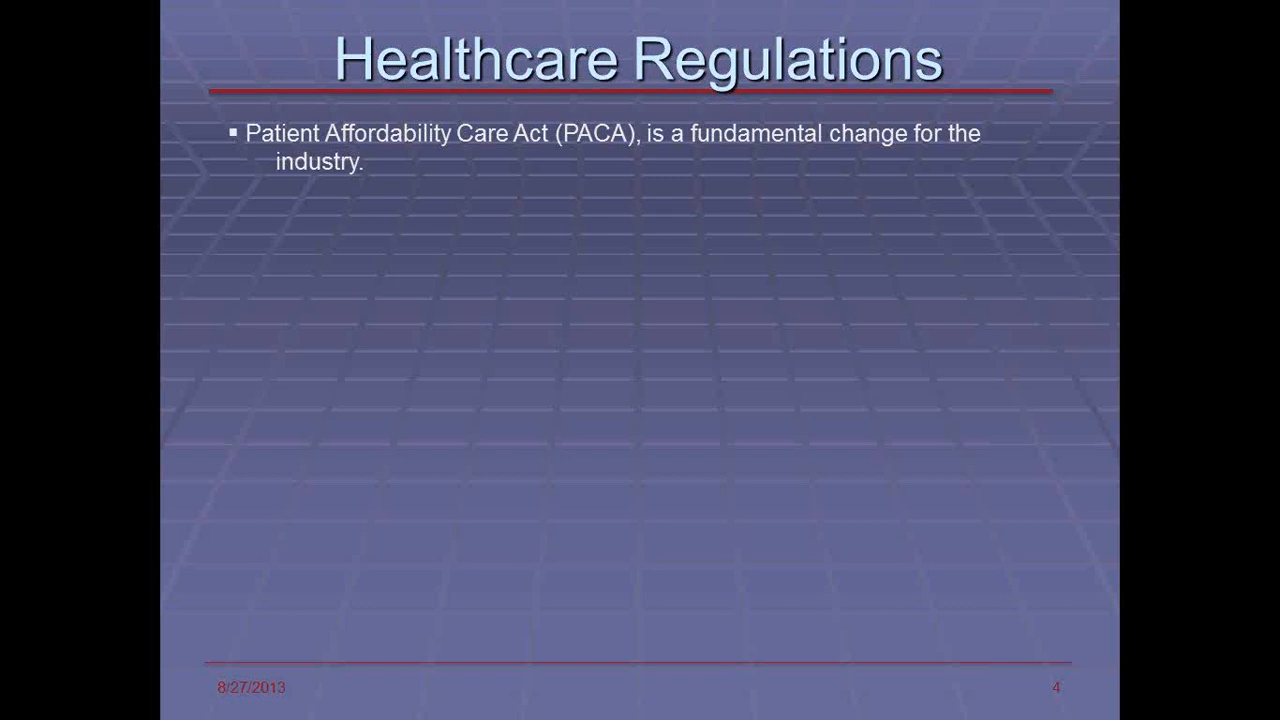 Healthcare Regulations
▪ Patient Affordability Care Act (PACA), is a fundamental change for the
industry.
8/27/2013
4